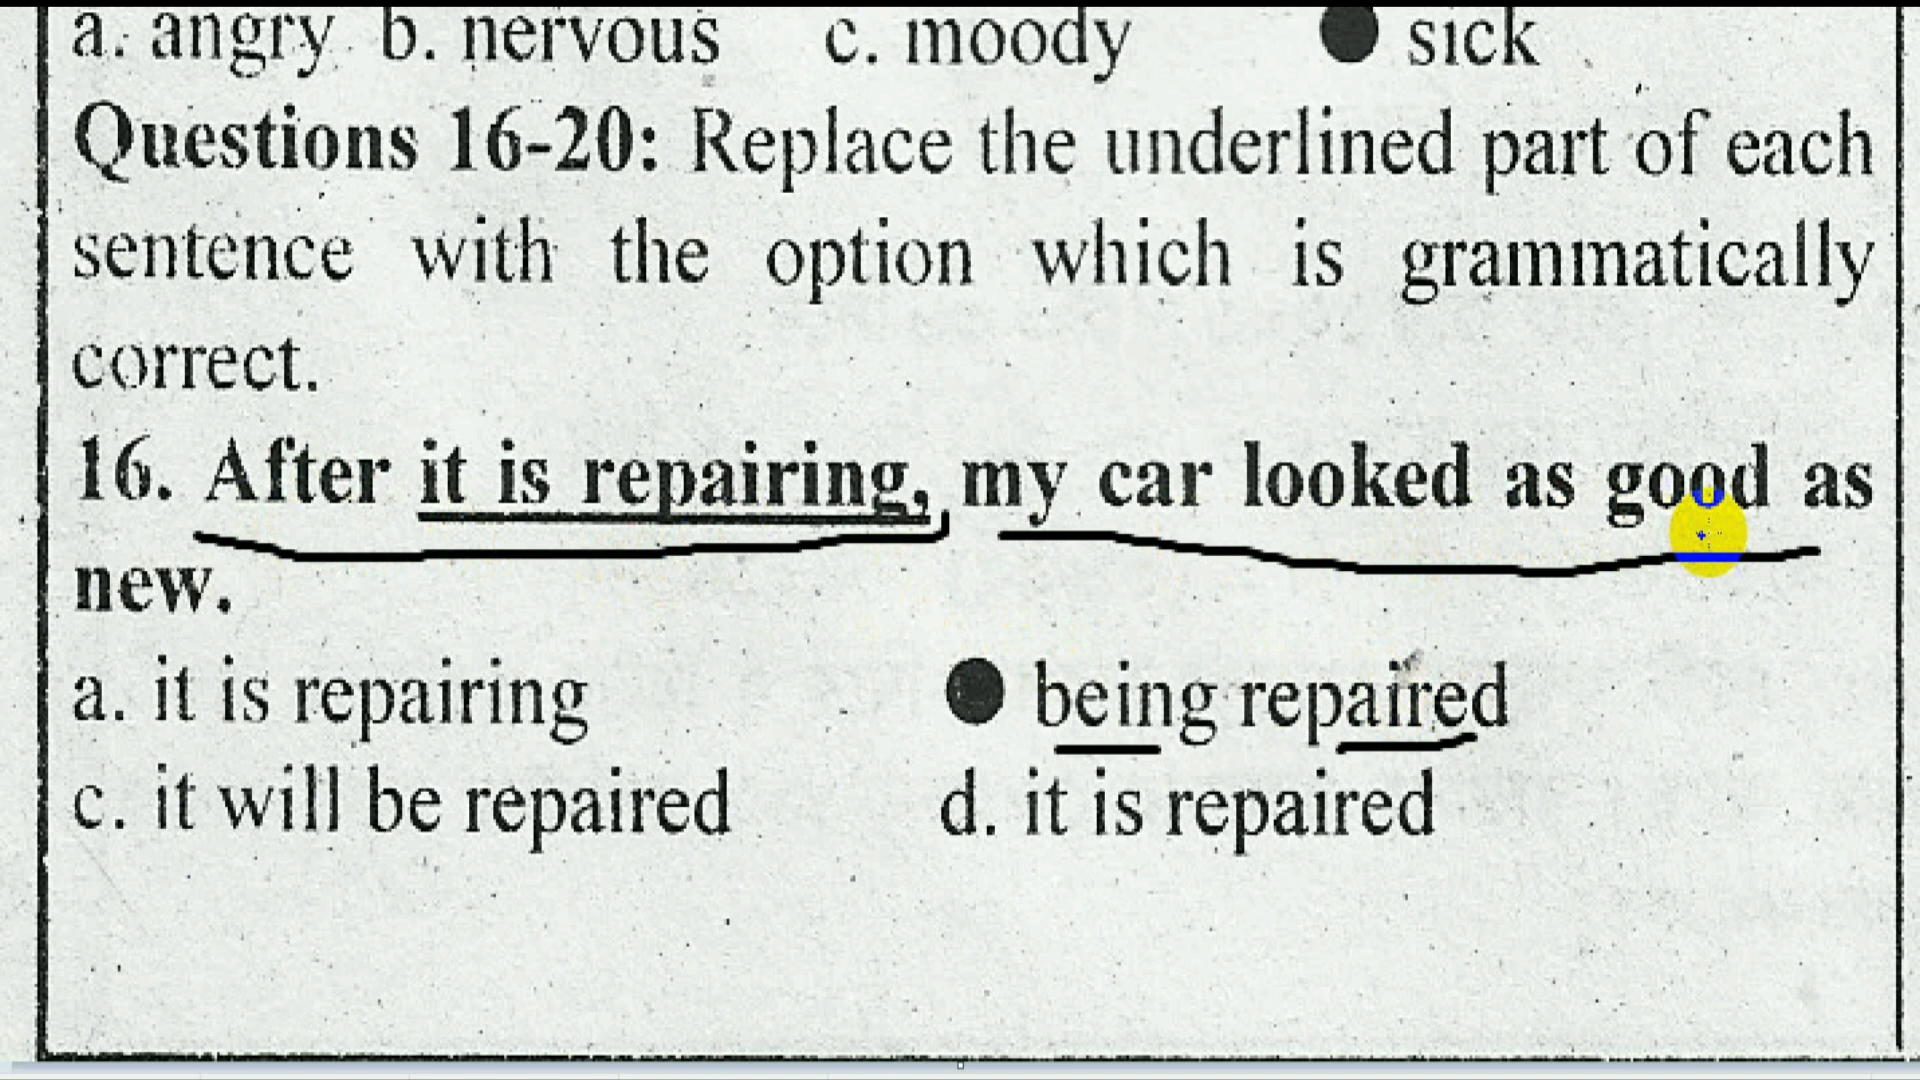 a. angry b. nervous c. moody sick
Questions 16-20: Replace the underlined part of each
sentence with the option which is grammatically
correct.
16. After it is repairing, my car looked as good as
new.
a. it is repairing being repaired
c. it will be repaired d. it is repaired